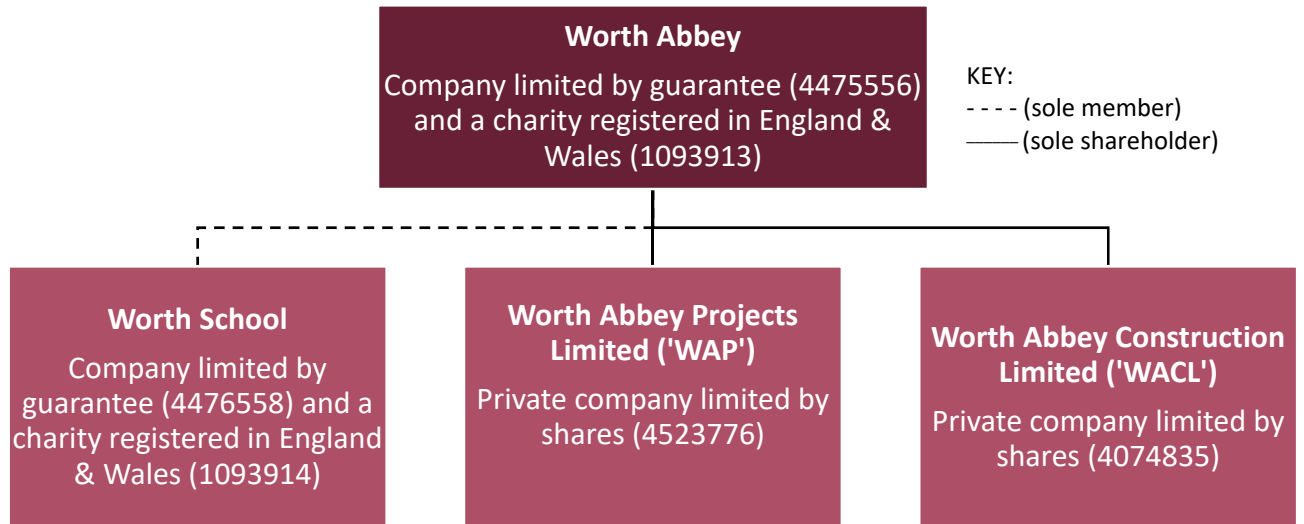 Worth Abbey
Company limited by guarantee (4475556)
and a charity registered in England &
Wales (1093913)
KEY:
- - - - (sole member)
——— (sole shareholder)
Worth School
Company limited by
guarantee (4476558) and a
charity registered in England
& Wales (1093914)
Worth Abbey Projects
Limited ('WAP')
Private company limited by
shares (4523776)
Worth Abbey Construction
Limited ('WACL')
Private company limited by
shares (4074835)